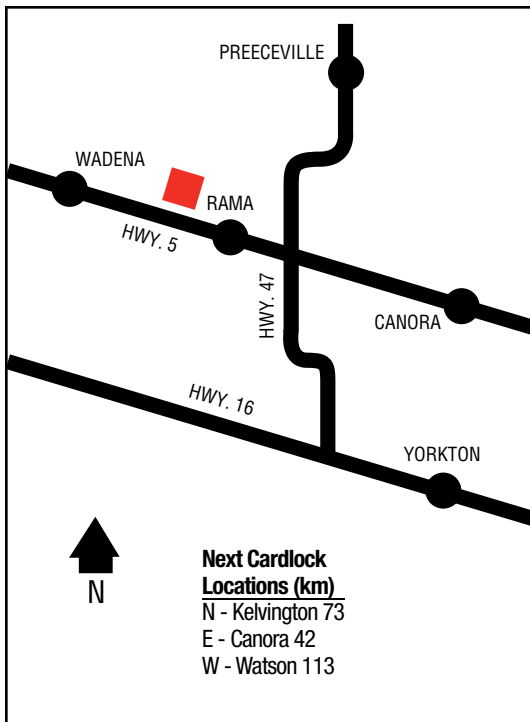 PREECEVILLE
WADENA
RAMA
HWY. 5
HWY. 47
CANORA
HWY. 16
YORKTON
N
Next Cardlock
Locations (km)
N - Kelvington 73
E - Canora 42
W - Watson 113